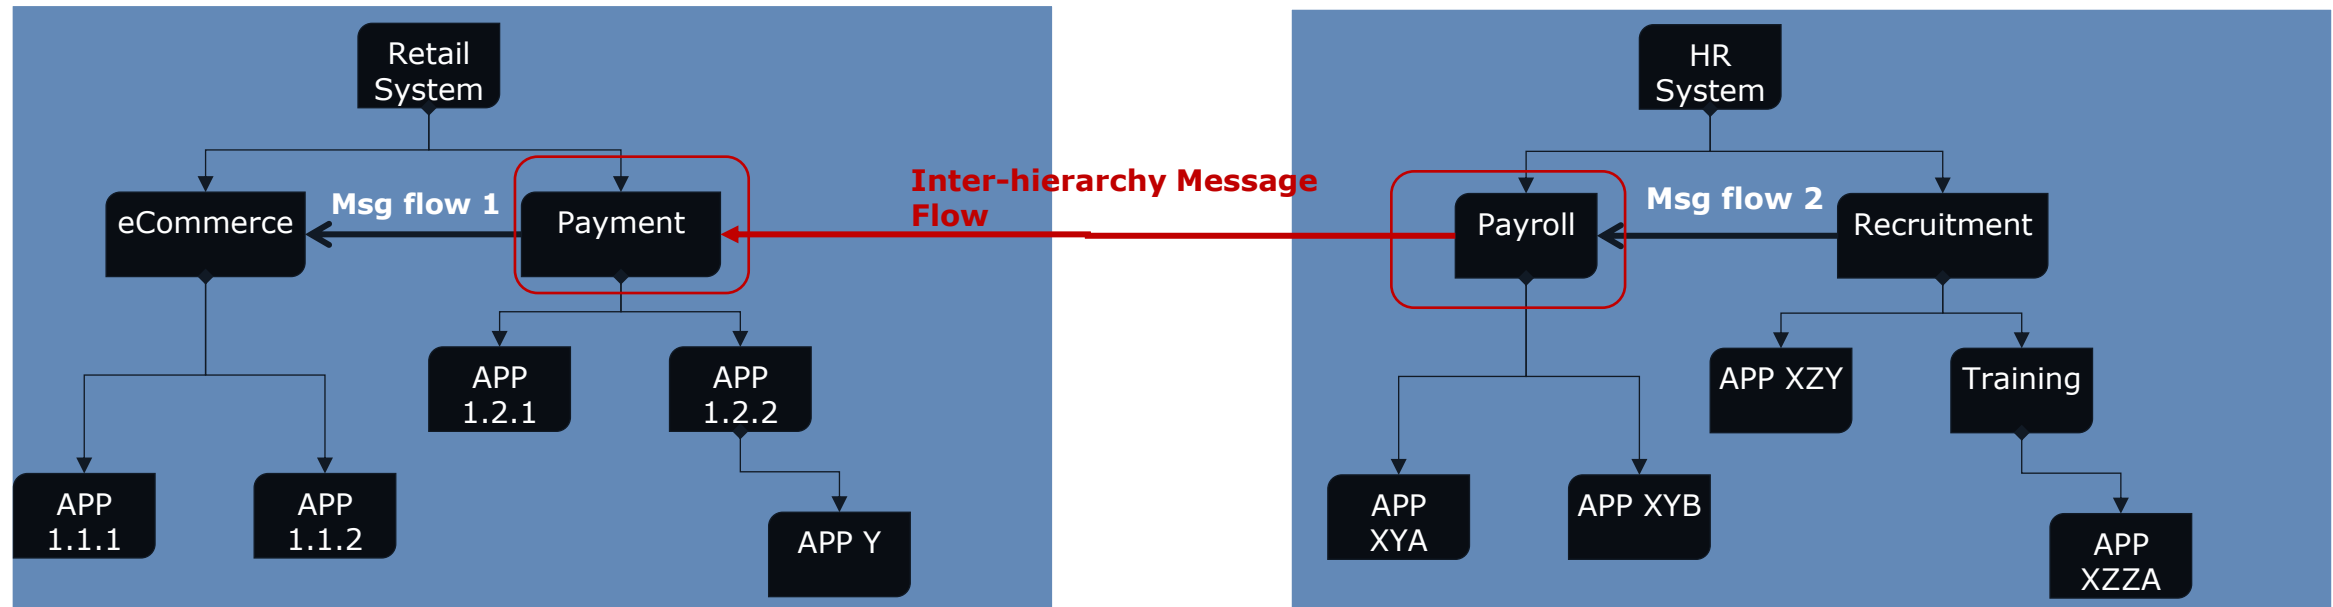 Retail
System
HR
System
Inter-hierarchy Message
Flow
eCommerce
Msg flow 1
Payment
Payroll
Msg flow 2
Recruitment
APP
1.2.1
APP
1.2.2
APP XZY
Training
APP
1.1.1
APP
1.1.2
APP Y
APP
XYA
APP XYB
APP
XZZA